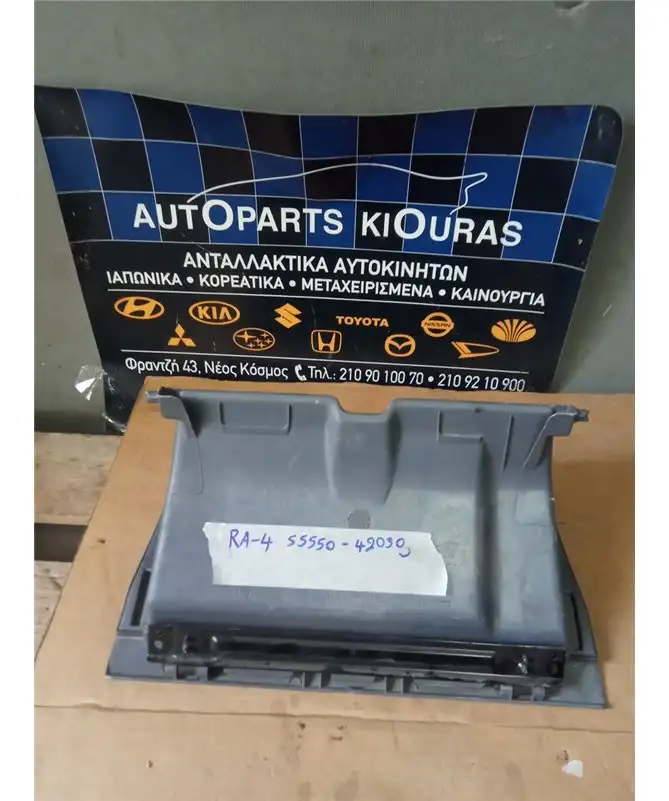 AUTOPARTS KIOURAS
ΑΝΤΑΛΛΑΚΤΙΚΑ ΑΥΤΟΚΙΝΗΤΩΝ
ΙΑΠΩΝΙΚΑ • ΚΟΡΕΑΤΙΚΑ • ΜΕΤΑΧΕΙΡΙΣΜΕΝΑ • ΚΑΙΝΟΥΡΓΙΑ
KIA
TOYOTA
NISSAN
Φραντζή 43, Νέος Κόσμος Τηλ.: 210 90 100 70 • 210 92 10 900
RA-4 55550-42030